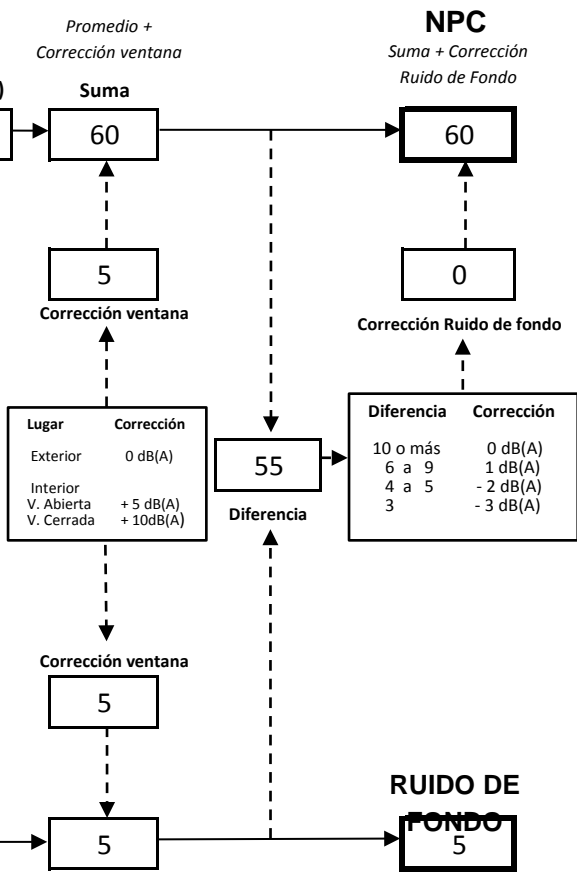 Promedio +
Corrección ventana
NPC
Suma + Corrección
Ruido de Fondo
)
Suma
60
60
5
0
Corrección ventana
Corrección Ruido de fondo
Lugar Corrección
Exterior 0 dB(A)
Interior
V. Abierta + 5 dB(A)
V. Cerrada + 10dB(A)
55
Diferencia
Diferencia Corrección
10 o más 0 dB(A)
6 a 9 1 dB(A)
4 a 5 - 2 dB(A)
3 - 3 dB(A)
Corrección ventana
5
RUIDO DE
FONDO
5
5